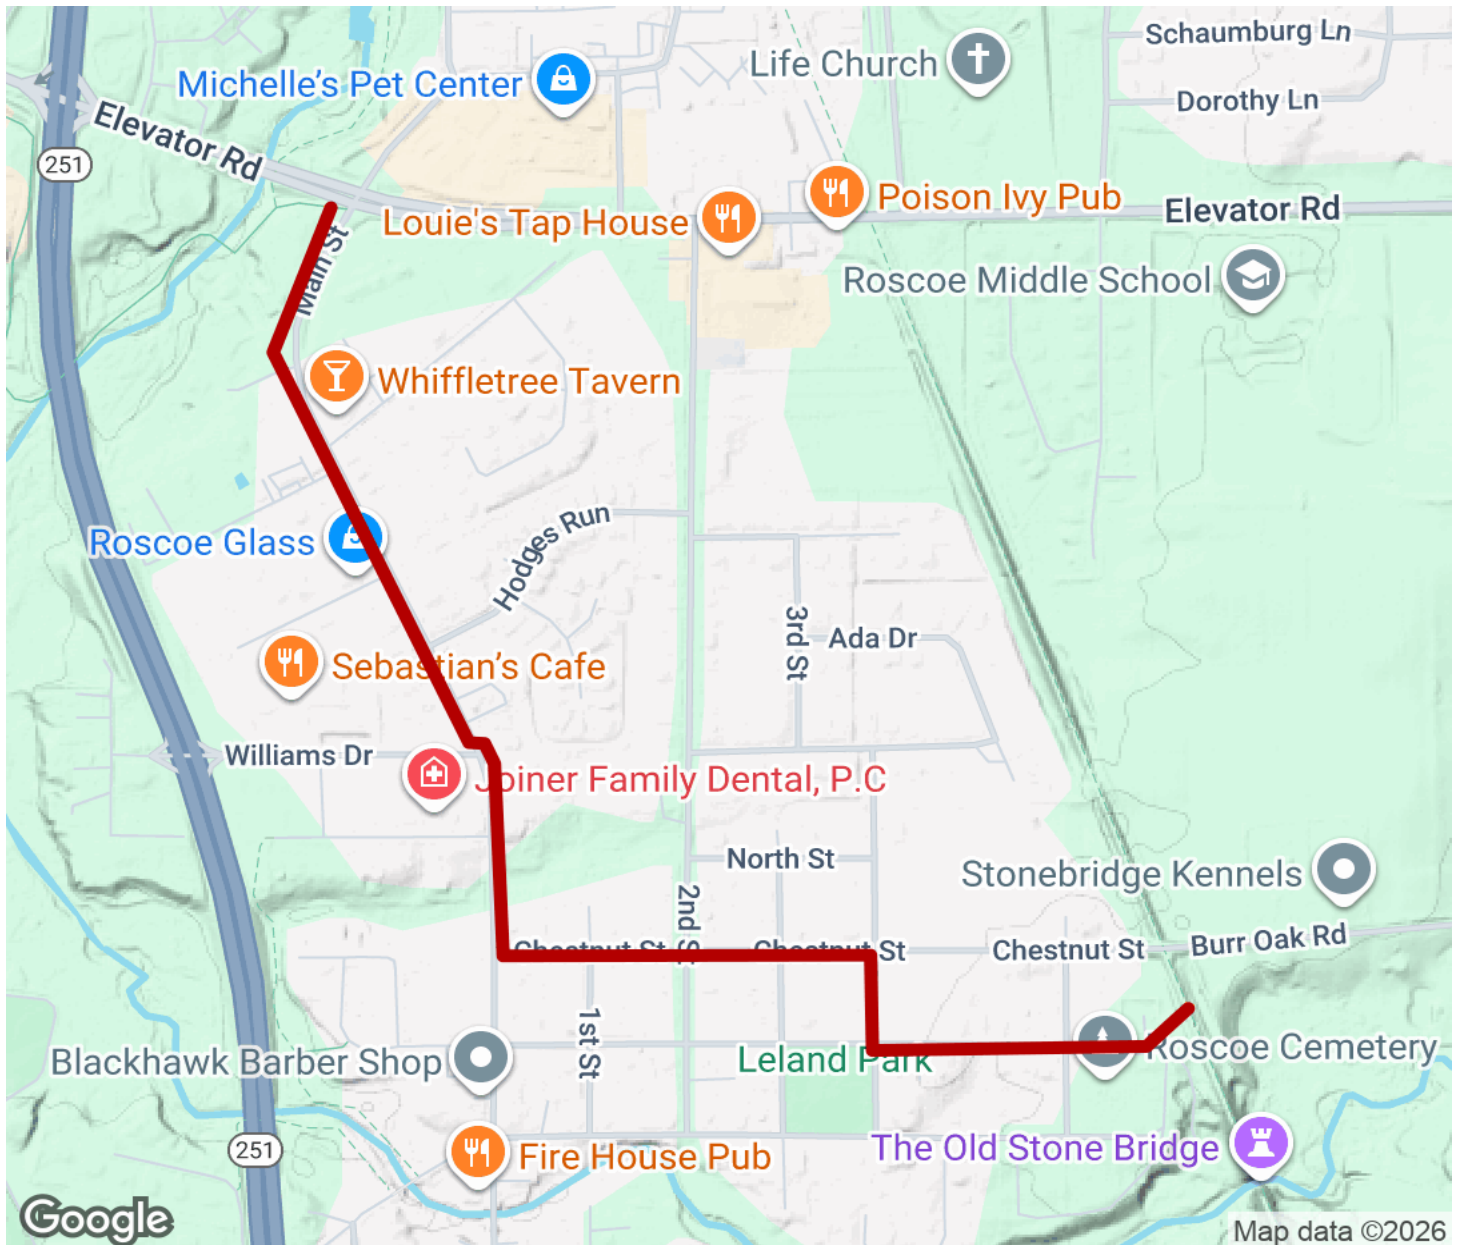 Schaumburg Ln
Life Church
Michelle's Pet Center
Dorothy Ln
Elevator Rd
251
Poison Ivy Pub
Elevator Rd
Louie's Tap House
Main St
Roscoe Middle School
Whiffletree Tavern
Hodges Run
Roscoe Glass
3rd St
Ada Dr
Sebastian's Cafe
Williams Dr
Joiner Family Dental, P.C
North St
Stonebridge Kennels
2nd St
Chestnut St
Chestnut St
Chestnut St
Burr Oak Rd
1st St
Blackhawk Barber Shop
Leland Park
Roscoe Cemetery
251
Fire House Pub
The Old Stone Bridge
Google
Map data ©2026